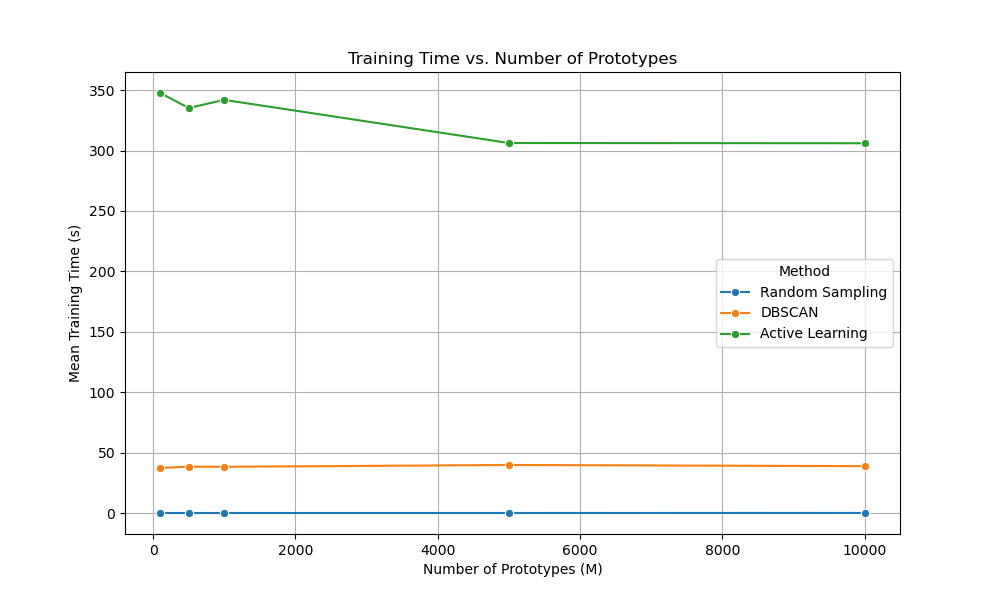 Training Time vs. Number of Prototypes
Mean Training Time (s)
350
300
250
200
150
100
50
0
Method
Random Sampling
DBSCAN
Active Learning
0 2000 4000 6000 8000 10000
Number of Prototypes (M)